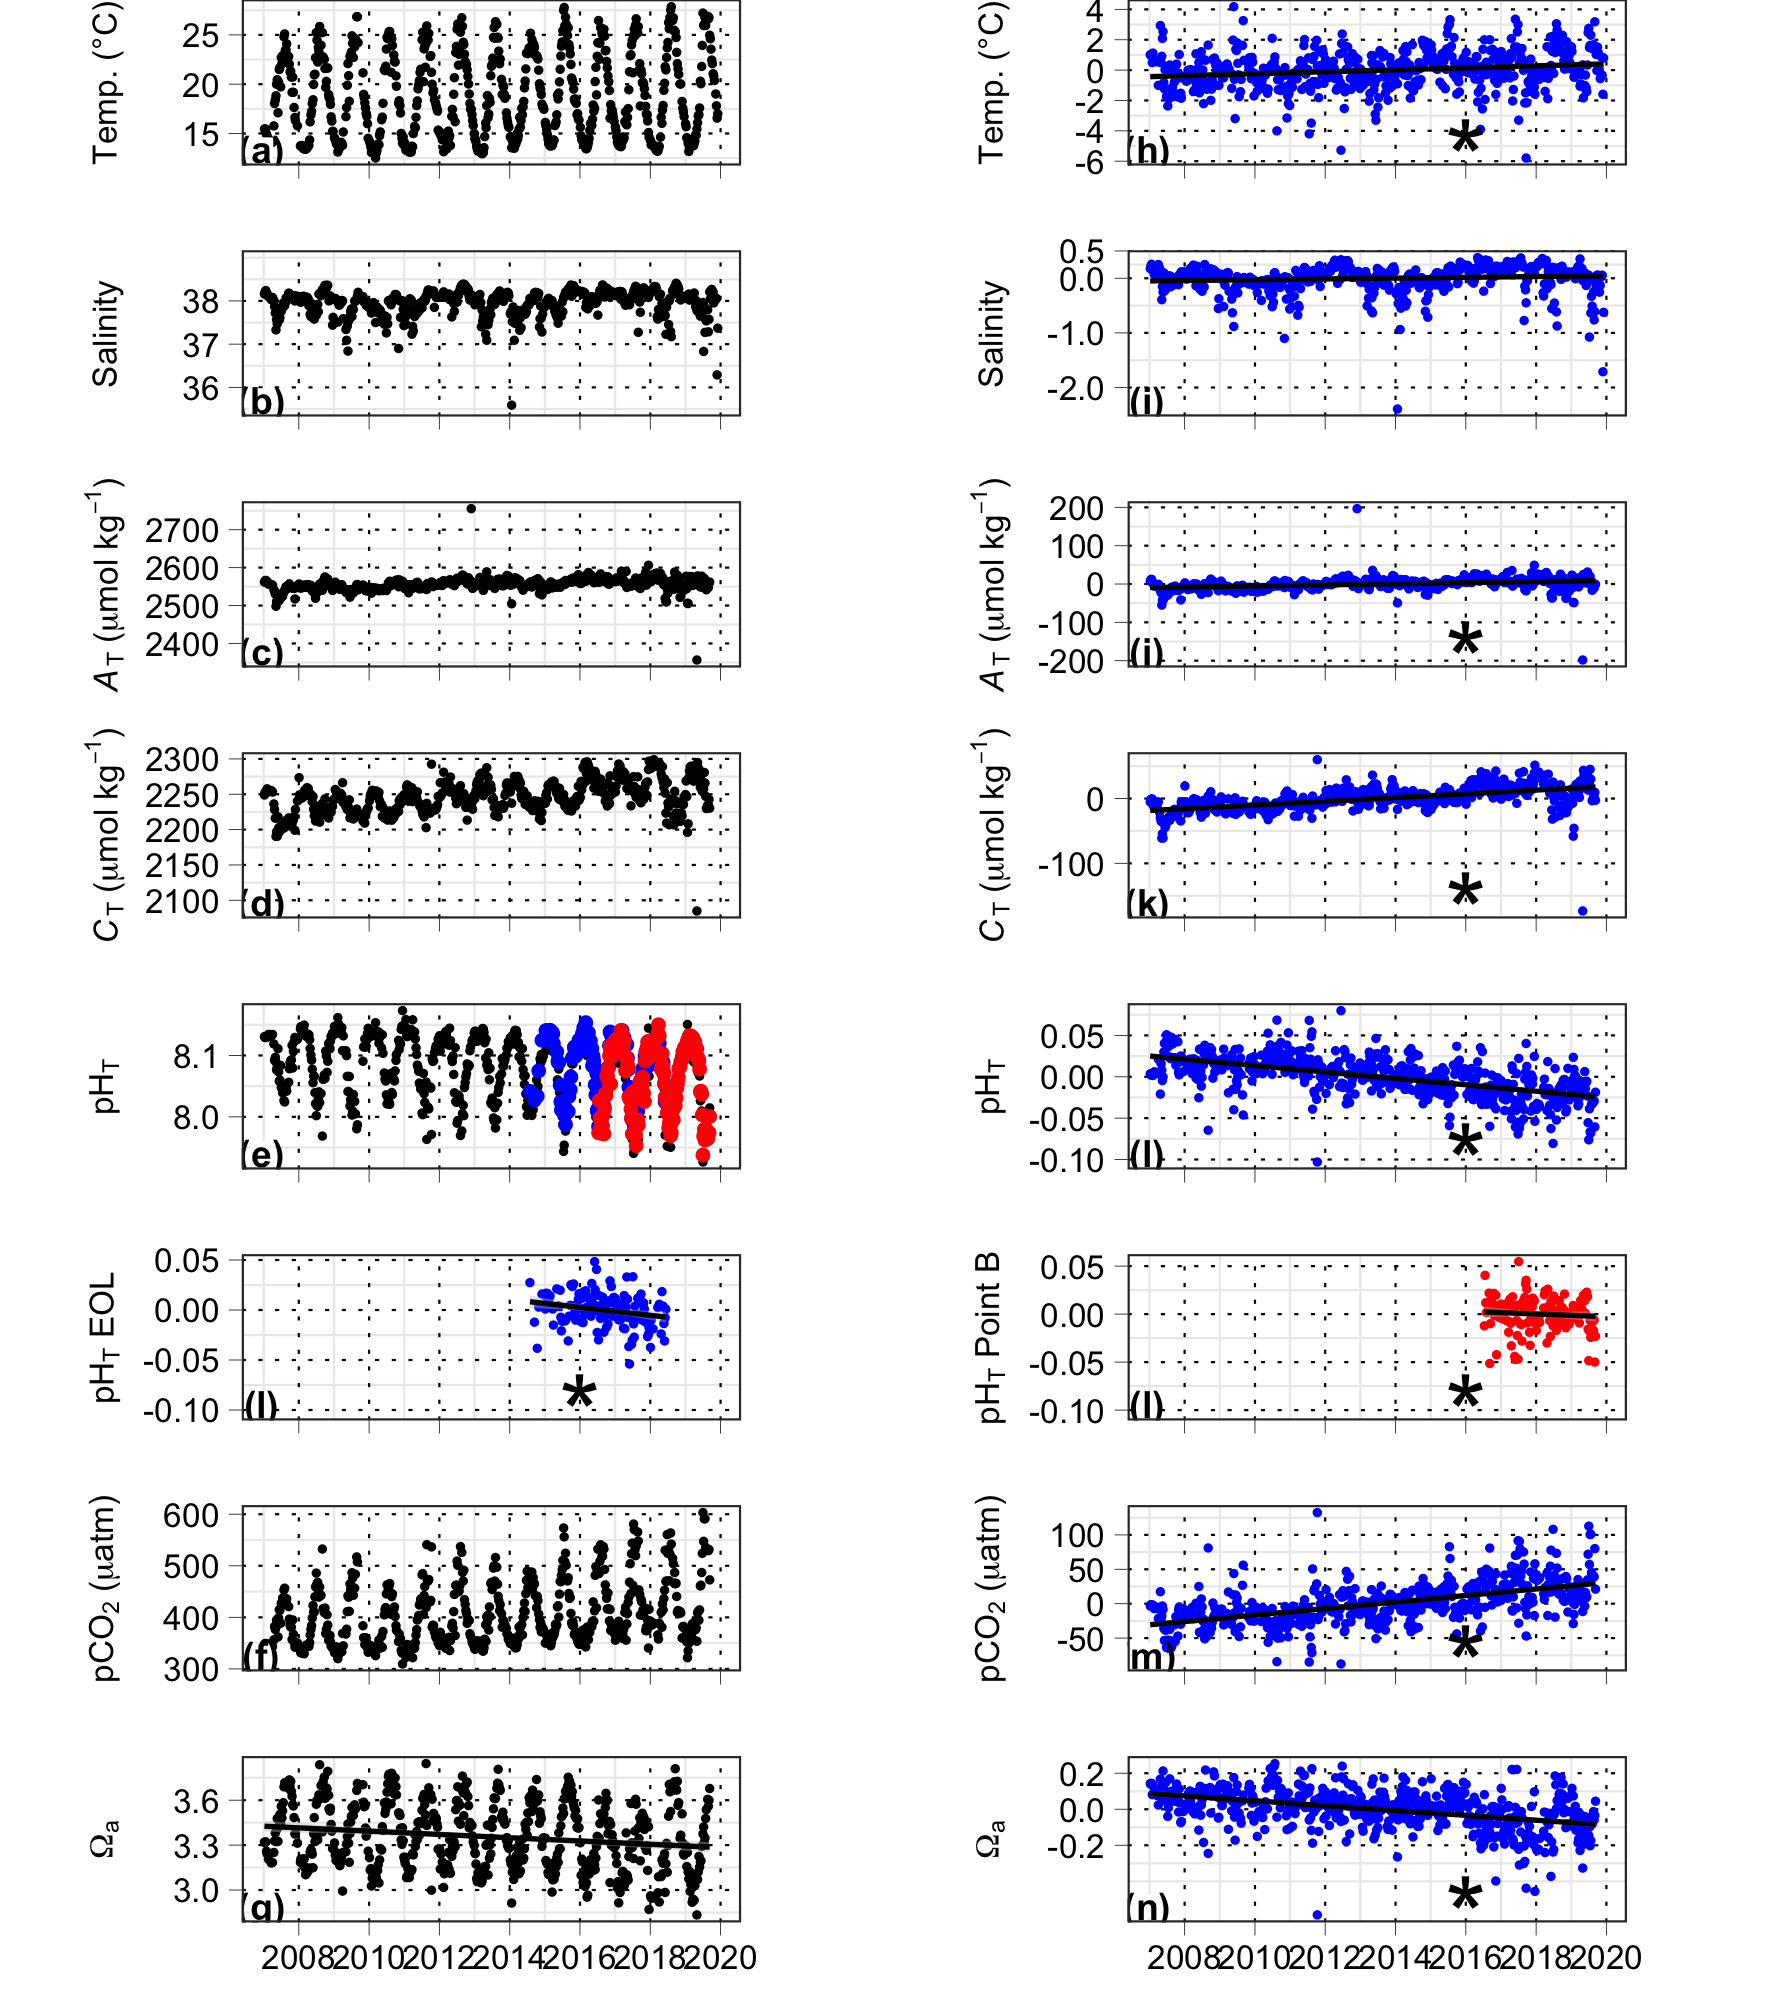 Temp. (°C)
25
20
15
(a)
Temp. (°C)
4
2
0
-2
-4
-6
(h)
*
Salinity
38
37
36
(b)
Salinity
0.5
0.0
-1.0
-2.0
(i)
A_T (μmol kg⁻¹)
2700
2600
2500
2400
(c)
A_T (μmol kg⁻¹)
200
100
0
-100
-200
(j)
*
C_T (μmol kg⁻¹)
2300
2250
2200
2150
2100
(d)
C_T (μmol kg⁻¹)
0
-100
(k)
*
pH_T
8.1
8.0
(e)
pH_T
0.05
0.00
-0.05
-0.10
(l)
*
pH_T EOL
0.05
0.00
-0.05
-0.10
(l)
*
pH_T Point B
0.05
0.00
-0.05
-0.10
(l)
*
pCO₂ (μatm)
600
500
400
300
(f)
pCO₂ (μatm)
100
50
0
-50
m)
*
Ωₐ
3.6
3.3
3.0
(g)
Ωₐ
0.2
0.0
-0.2
(n)
*
2008 2010 2012 2014 2016 2018 2020
2008 2010 2012 2014 2016 2018 2020